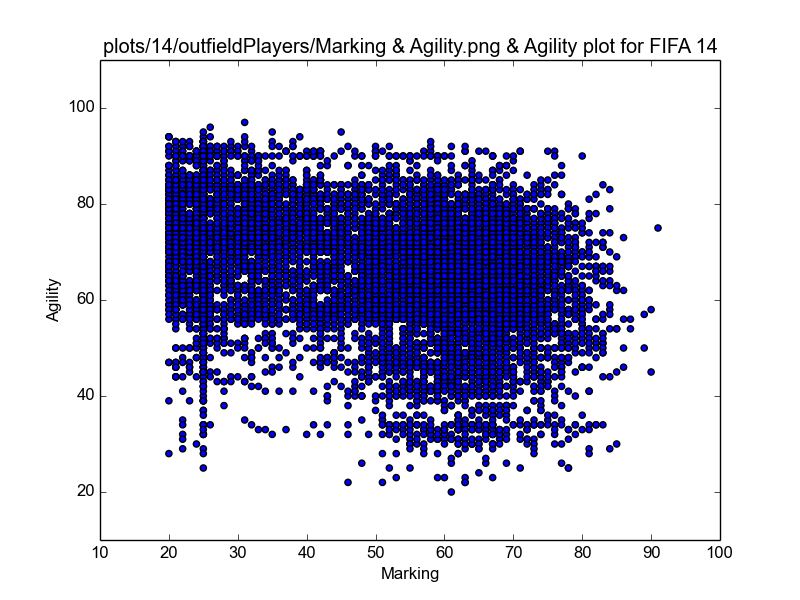 plots/14/outfieldPlayers/Marking & Agility.png & Agility plot for FIFA 14
100
80
60
40
20
Agility
10 20 30 40 50 60 70 80 90 100
Marking